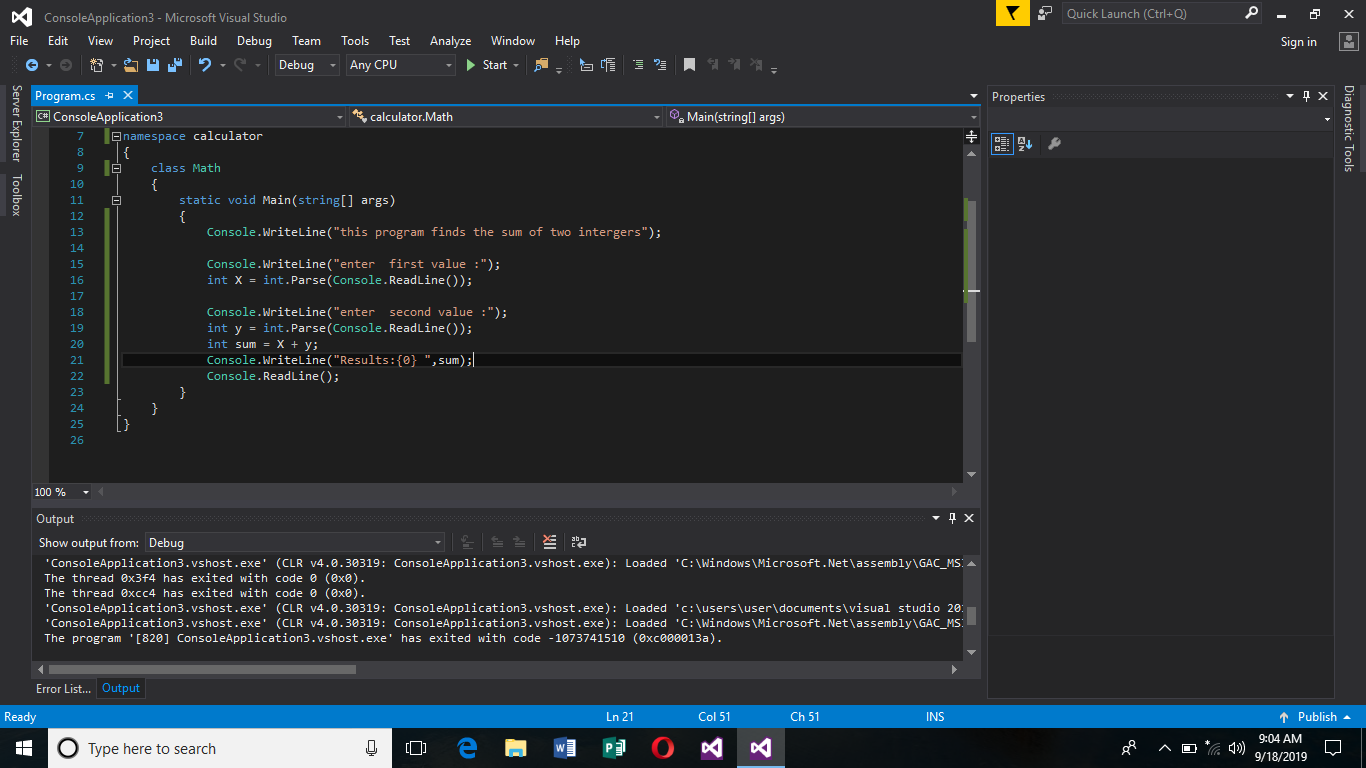 ConsoleApplication3 - Microsoft Visual Studio
Quick Launch (Ctrl+Q)
File Edit View Project Build Debug Team Tools Test Analyze Window Help
Sign in
Debug Any CPU Start
Server Explorer
Toolbox
Program.cs
ConsoleApplication3 calculator.Math Main(string[] args)
7 namespace calculator
8 {
9 class Math
10 {
11 static void Main(string[] args)
12 {
13 Console.WriteLine("this program finds the sum of two intergers");
14
15 Console.WriteLine("enter  first value :");
16 int X = int.Parse(Console.ReadLine());
17
18 Console.WriteLine("enter  second value :");
19 int y = int.Parse(Console.ReadLine());
20 int sum = X + y;
21 Console.WriteLine("Results:{0} ",sum);
22 Console.ReadLine();
23 }
24 }
25 }
26
100 %
Properties
Diagnostic Tools
Output
Show output from: Debug
'ConsoleApplication3.vshost.exe' (CLR v4.0.30319: ConsoleApplication3.vshost.exe): Loaded 'C:\Windows\Microsoft.Net\assembly\GAC_MS
The thread 0x3f4 has exited with code 0 (0x0).
The thread 0xcc4 has exited with code 0 (0x0).
'ConsoleApplication3.vshost.exe' (CLR v4.0.30319: ConsoleApplication3.vshost.exe): Loaded 'c:\users\user\documents\visual studio 20
'ConsoleApplication3.vshost.exe' (CLR v4.0.30319: ConsoleApplication3.vshost.exe): Loaded 'C:\Windows\Microsoft.Net\assembly\GAC_MS
The program '[820] ConsoleApplication3.vshost.exe' has exited with code -1073741510 (0xc000013a).
Error List... Output
Ready Ln 21 Col 51 Ch 51 INS Publish
Type here to search
9:04 AM
9/18/2019